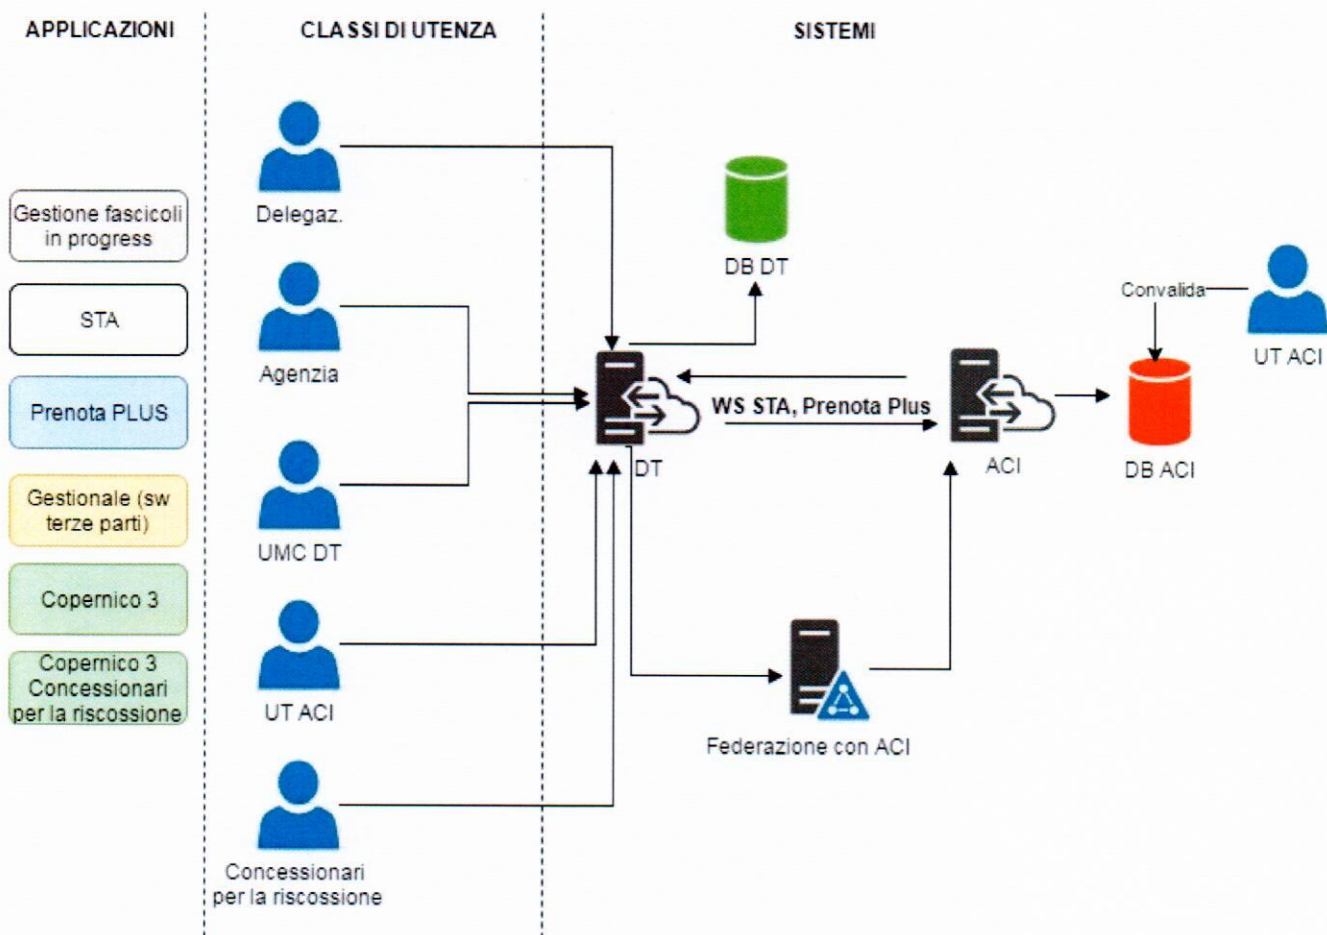 APPLICAZIONI
CLASSI DI UTENZA
SISTEMI
Gestione fascicoli
in progress
STA
Prenota PLUS
Gestionale (sw
terze parti)
Copernico 3
Copernico 3
Concessionari
per la riscossione
Delegaz.
Agenzia
UMC DT
UT ACI
Concessionari
per la riscossione
DB DT
DT
WS STA, Prenota Plus
ACI
Federazione con ACI
Convalida
UT ACI
DB ACI